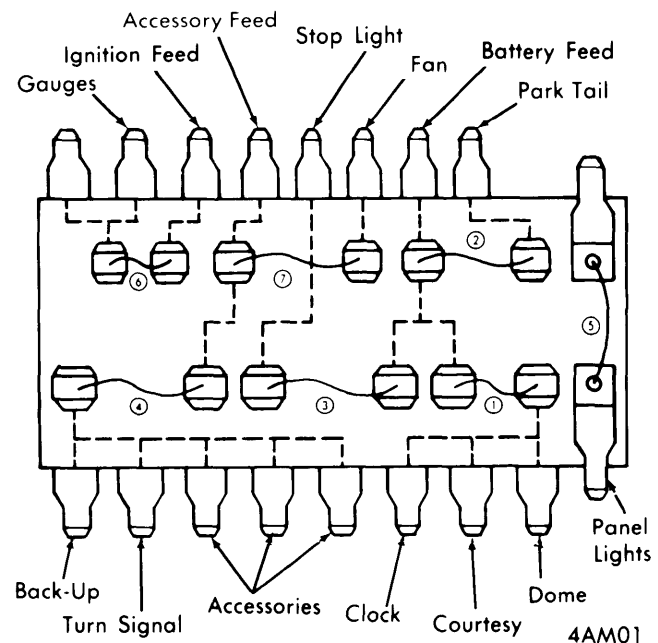 Accessory Feed
Stop Light
Ignition Feed
Battery Feed
Fan
Gauges
Park Tail
2
6
7
5
4
3
1
Panel
Lights
Back-Up
Accessories
Clock
Dome
Turn Signal
Courtesy
4AM01